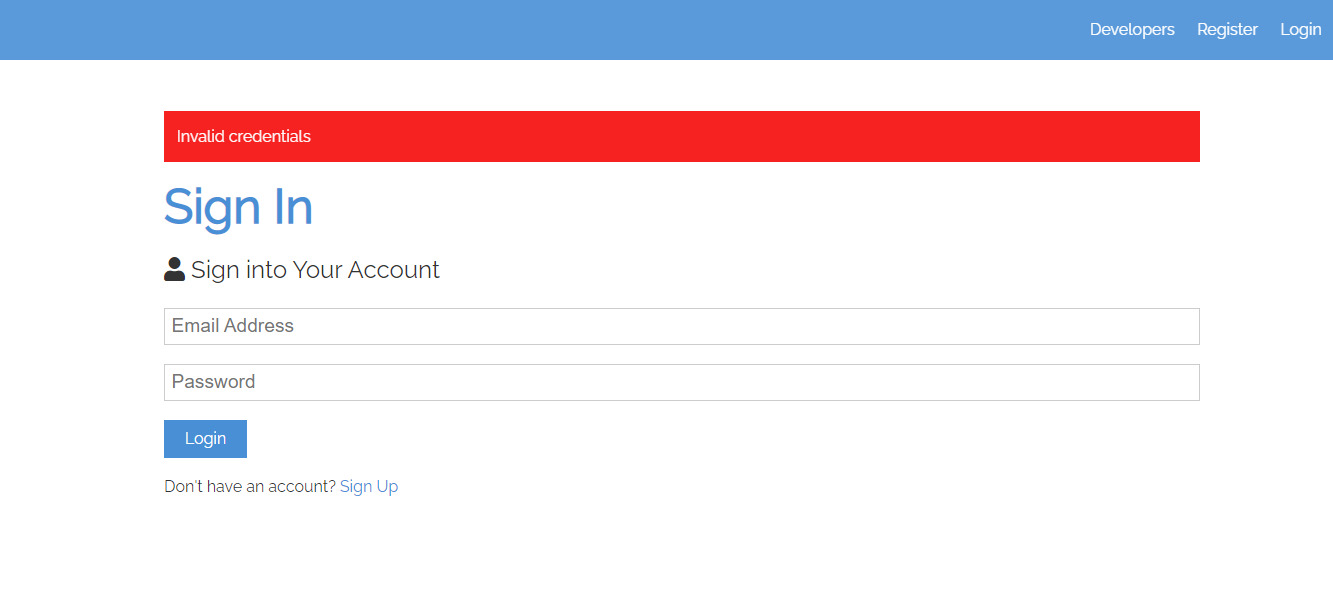 Developers Register Login
Invalid credentials
Sign In
Sign into Your Account
Email Address
Password
Login
Don't have an account? Sign Up